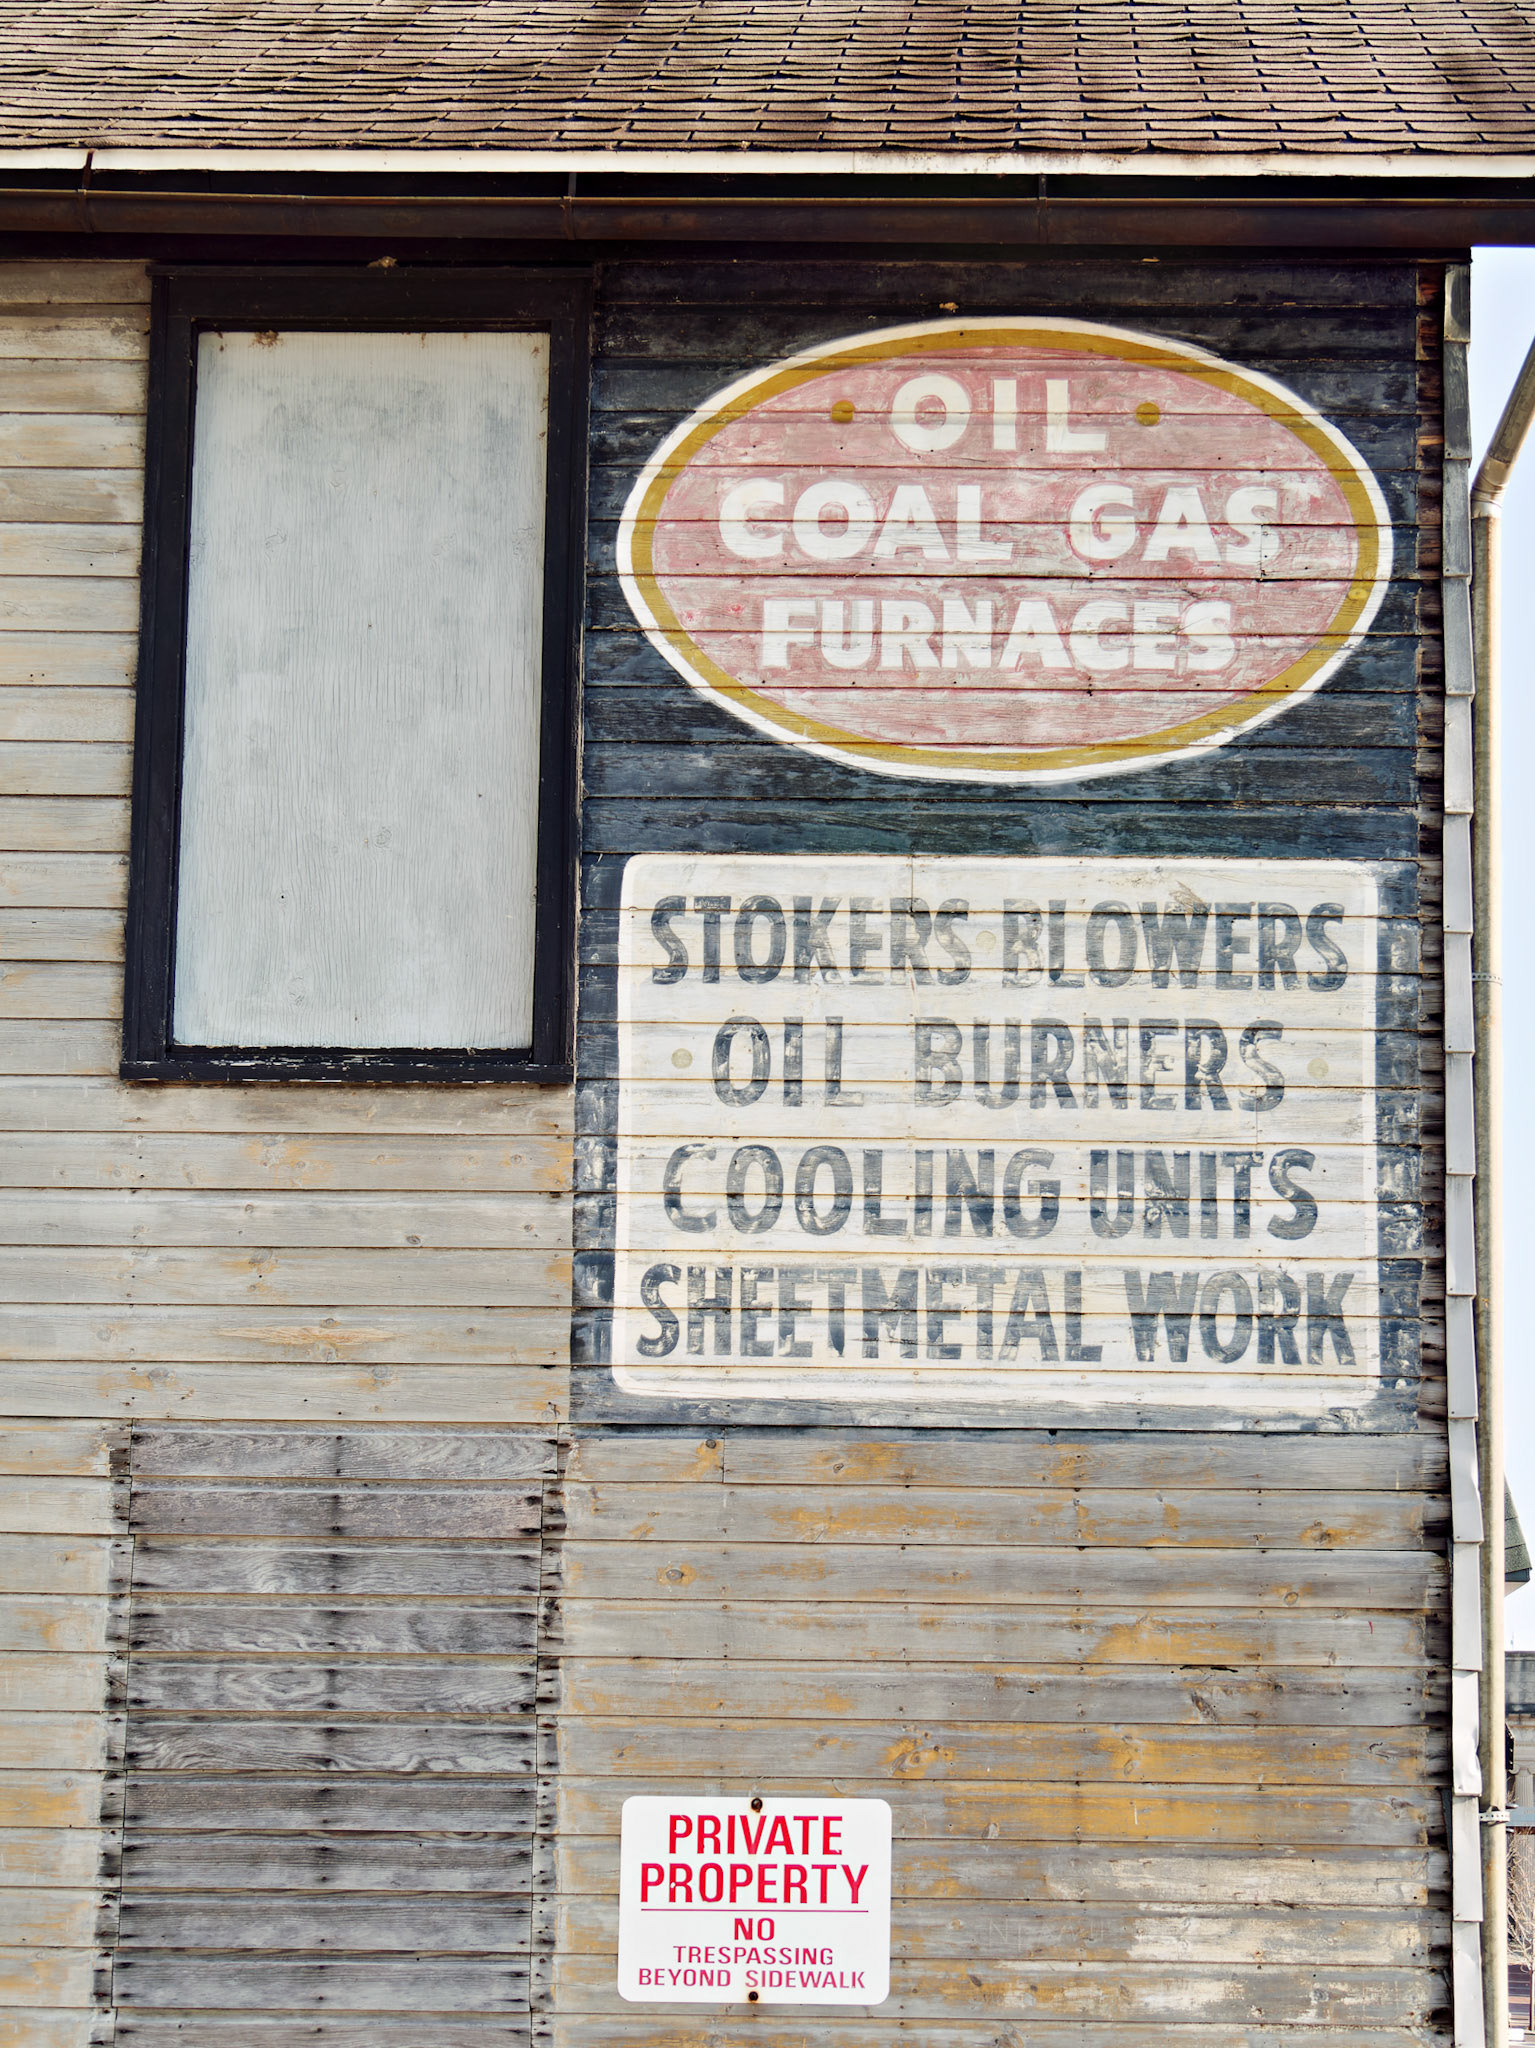 • OIL •
COAL GAS
FURNACES
STOKERS • BLOWERS
• OIL BURNERS •
COOLING UNITS
SHEETMETAL WORK
PRIVATE
PROPERTY
NO
TRESPASSING
BEYOND SIDEWALK